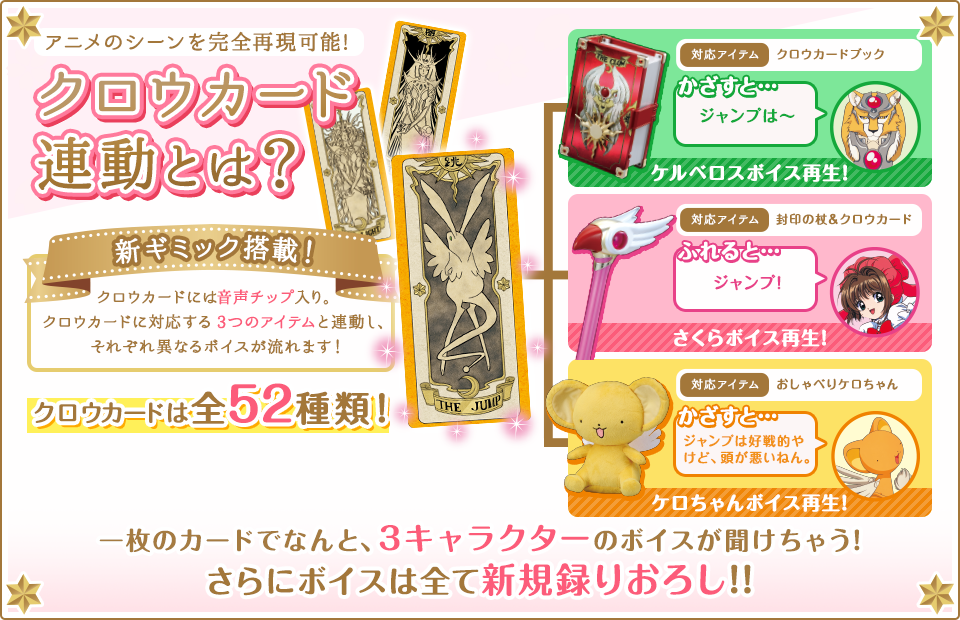 アニメのシーンを完全再現可能!
クロウカード
連動とは?
新ギミック搭載!
クロウカードには音声チップ入り。
クロウカードに対応する3つのアイテムと連動し、
それぞれ異なるボイスが流れます!
クロウカードは全52種類!
闇
LIGHT
跳
THE JUMP
THE CLOW
対応アイテム クロウカードブック
かざすと…
ジャンプは〜
ケルベロスボイス再生!
対応アイテム 封印の杖&クロウカード
ふれると…
ジャンプ!
さくらボイス再生!
対応アイテム おしゃべりケロちゃん
かざすと…
ジャンプは好戦的や
けど、頭が悪いねん。
ケロちゃんボイス再生!
一枚のカードでなんと、3キャラクターのボイスが聞けちゃう!
さらにボイスは全て新規録りおろし!!